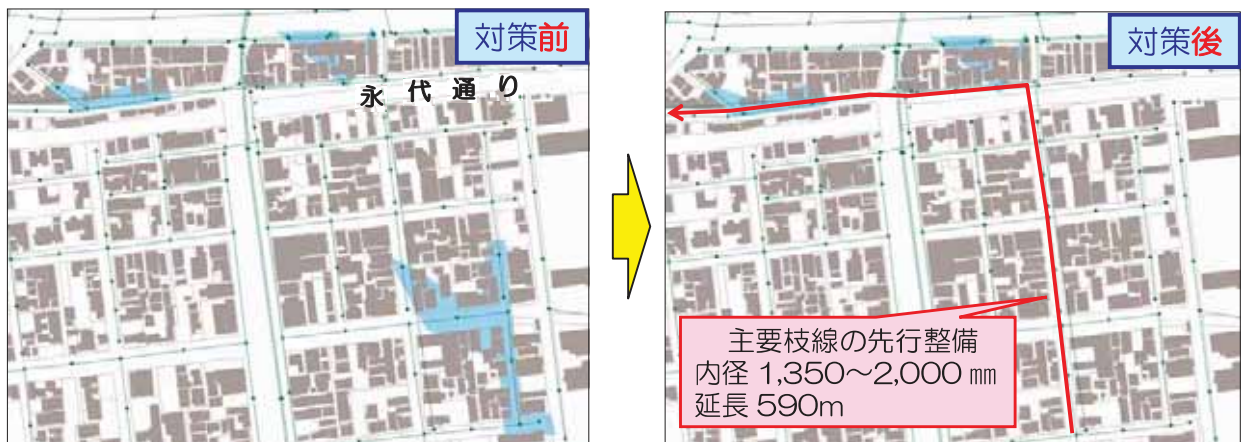 対策前
永代通り
対策後
主要枝線の先行整備
内径 1,350～2,000 ㎜
延長 590m